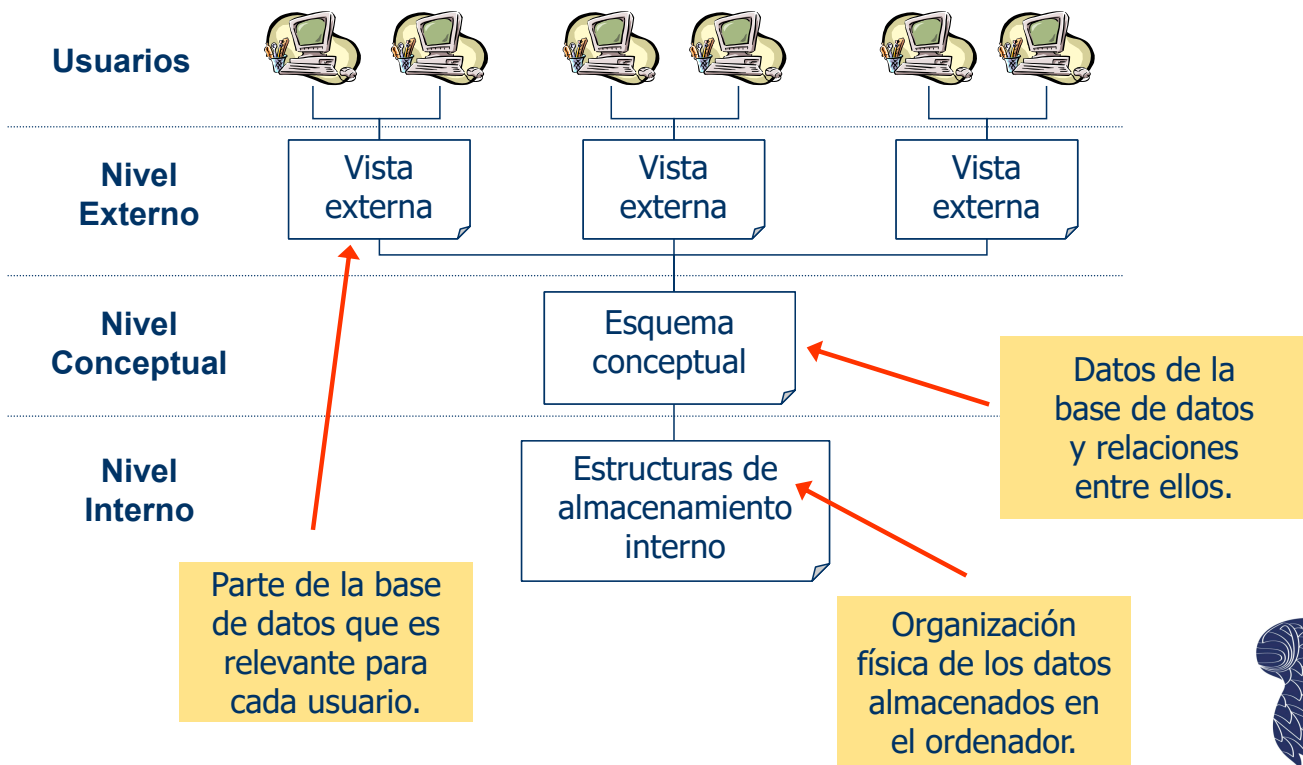 Usuarios
Nivel
Externo
Vista
externa
Vista
externa
Vista
externa
Nivel
Conceptual
Esquema
conceptual
Datos de la
base de datos
y relaciones
entre ellos.
Nivel
Interno
Estructuras de
almacenamiento
interno
Parte de la base
de datos que es
relevante para
cada usuario.
Organización
física de los datos
almacenados en
el ordenador.